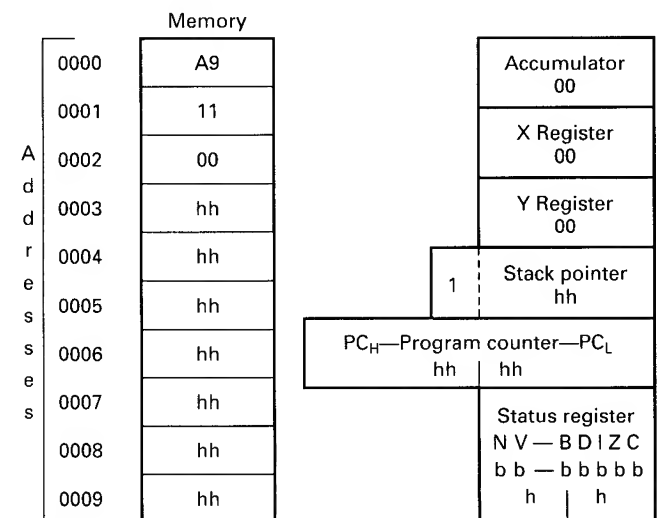 Memory
Addresses
0000 A9
0001 11
0002 00
0003 hh
0004 hh
0005 hh
0006 hh
0007 hh
0008 hh
0009 hh
Accumulator
00
X Register
00
Y Register
00
1 Stack pointer
hh
PCH—Program counter—PCL
hh hh
Status register
N V — B D I Z C
b b — b b b b b
h h